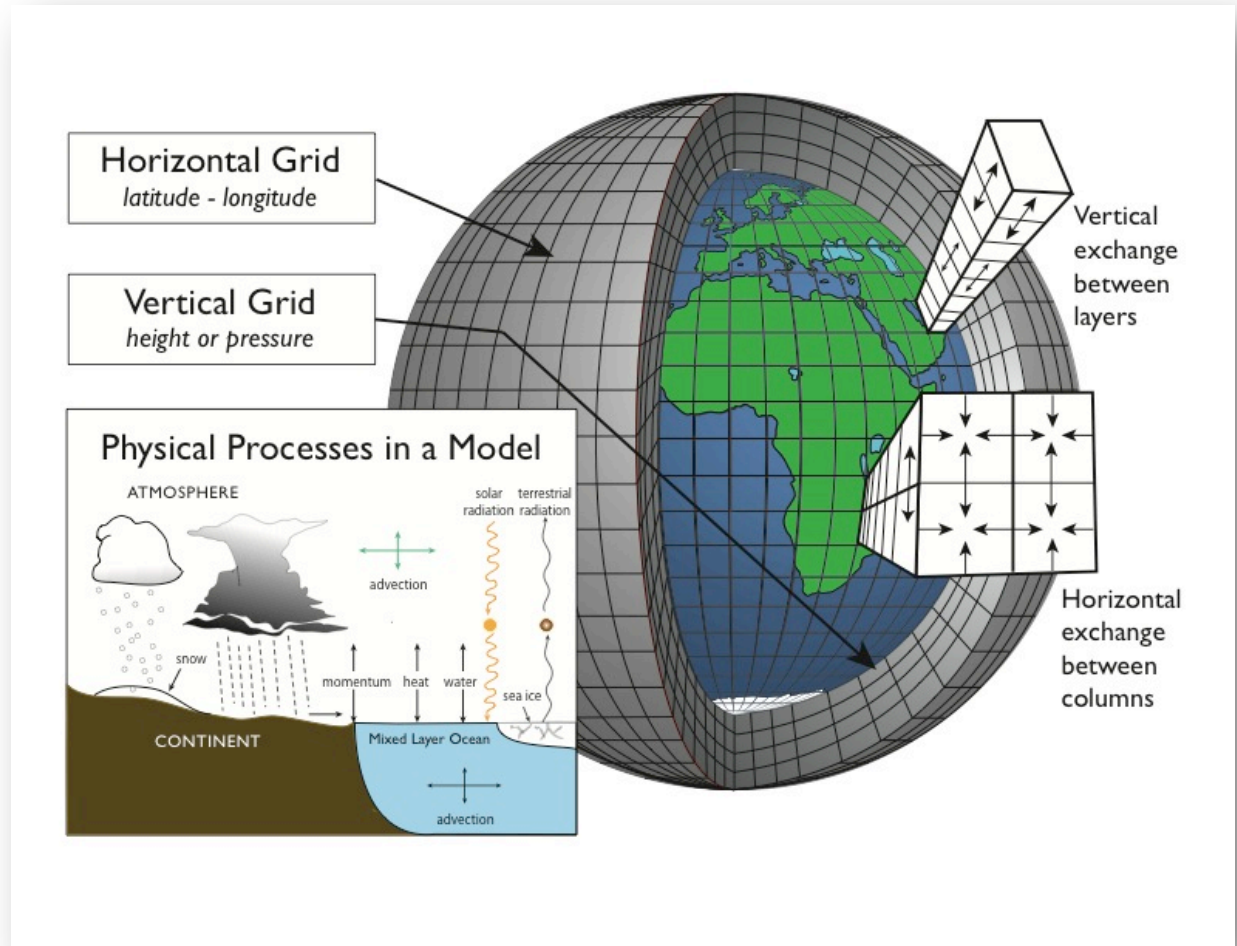 Horizontal Grid
latitude - longitude
Vertical Grid
height or pressure
Vertical
exchange
between
layers
Horizontal
exchange
between
columns
Physical Processes in a Model
ATMOSPHERE
solar
radiation
terrestrial
radiation
advection
snow
momentum
heat
water
sea ice
CONTINENT
Mixed Layer Ocean
advection